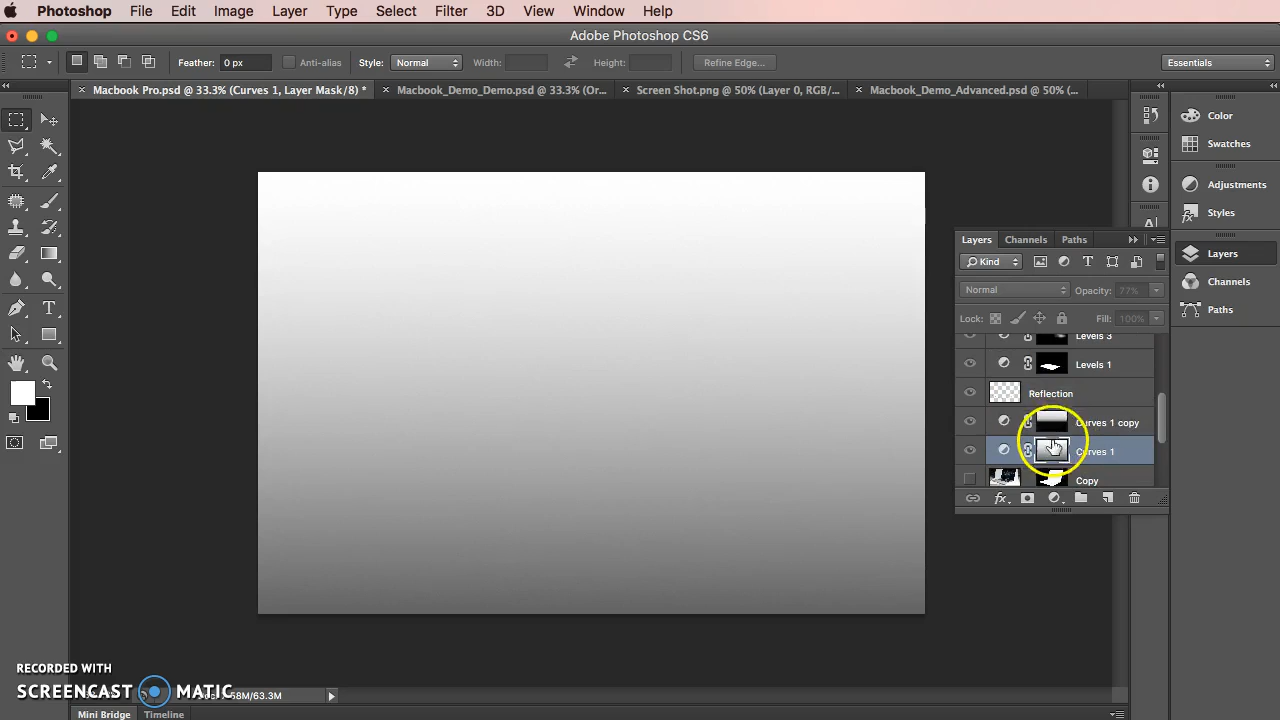 Photoshop File Edit Image Layer Type Select Filter 3D View Window Help
Adobe Photoshop CS6
Feather: 0 px Anti-alias Style: Normal Width: Height: Refine Edge... Essentials
Macbook Pro.psd @ 33.3% (Curves 1, Layer Mask/8) * Macbook_Demo_Demo.psd @ 33.3% (Or... Screen Shot.png @ 50% (Layer 0, RGB/... Macbook_Demo_Advanced.psd @ 50% (...
Color
Swatches
Adjustments
Styles
Layers
Channels
Paths
Layers Channels Paths
Kind
Normal Opacity: 77%
Lock: Fill: 100%
Levels 3
Levels 1
Reflection
Curves 1 copy
Curves 1
Copy
fx
RECORDED WITH
SCREENCAST MATIC
58M/63.3M
Mini Bridge Timeline